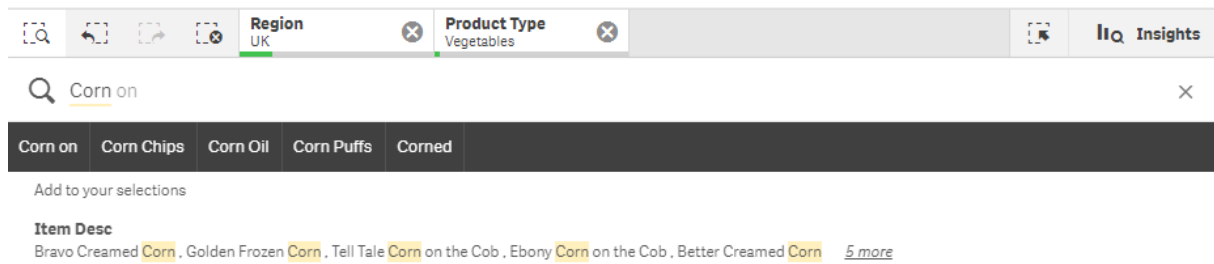 Region
UK
Product Type
Vegetables
Insights
Corn on
Corn on Corn Chips Corn Oil Corn Puffs Corned
Add to your selections
Item Desc
Bravo Creamed Corn , Golden Frozen Corn , Tell Tale Corn on the Cob , Ebony Corn on the Cob , Better Creamed Corn 5 more